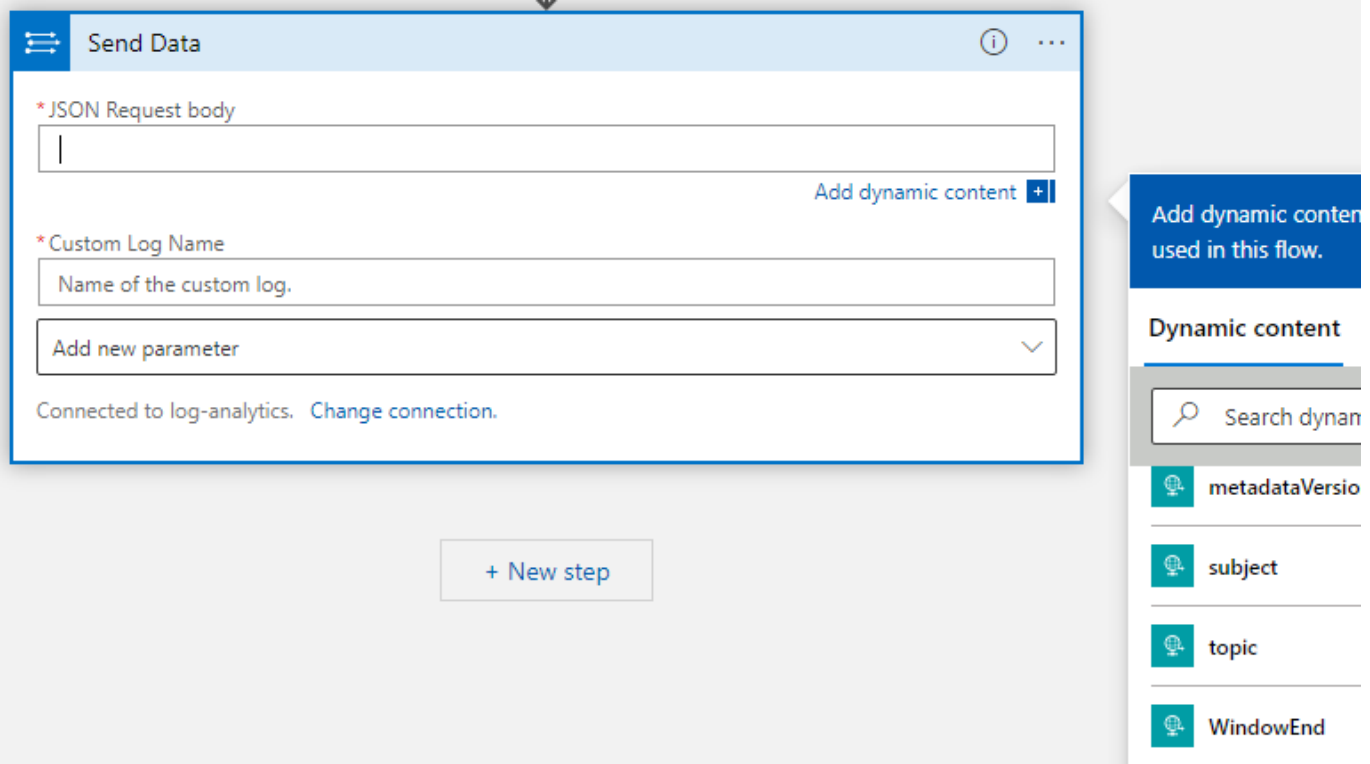 Send Data
* JSON Request body
Add dynamic content
* Custom Log Name
Name of the custom log.
Add new parameter
Connected to log-analytics. Change connection.
+ New step
Add dynamic conten
used in this flow.
Dynamic content
Search dynam
metadataVersio
subject
topic
WindowEnd